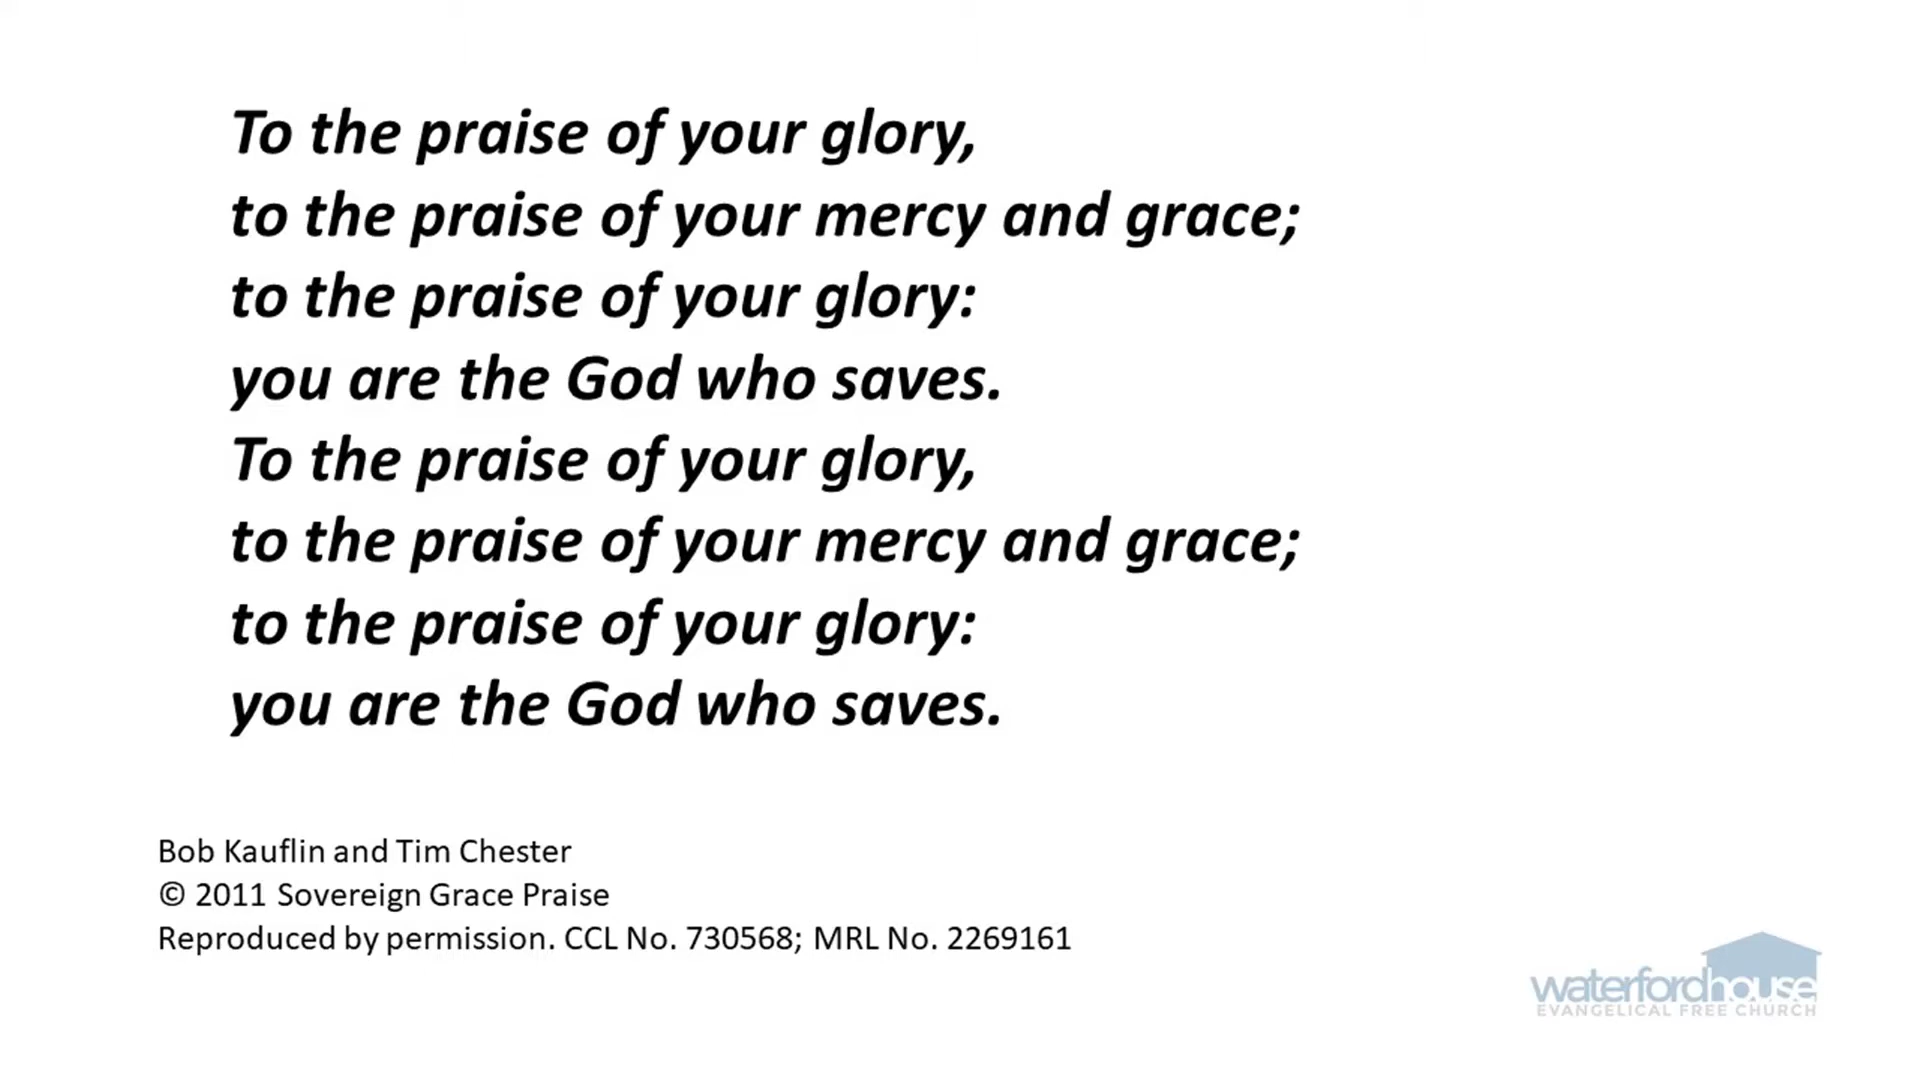 To the praise of your glory,
to the praise of your mercy and grace;
to the praise of your glory:
you are the God who saves.
To the praise of your glory,
to the praise of your mercy and grace;
to the praise of your glory:
you are the God who saves.
Bob Kauflin and Tim Chester
© 2011 Sovereign Grace Praise
Reproduced by permission. CCL No. 730568; MRL No. 2269161
waterfordhouse
EVANGELICAL FREE CHURCH